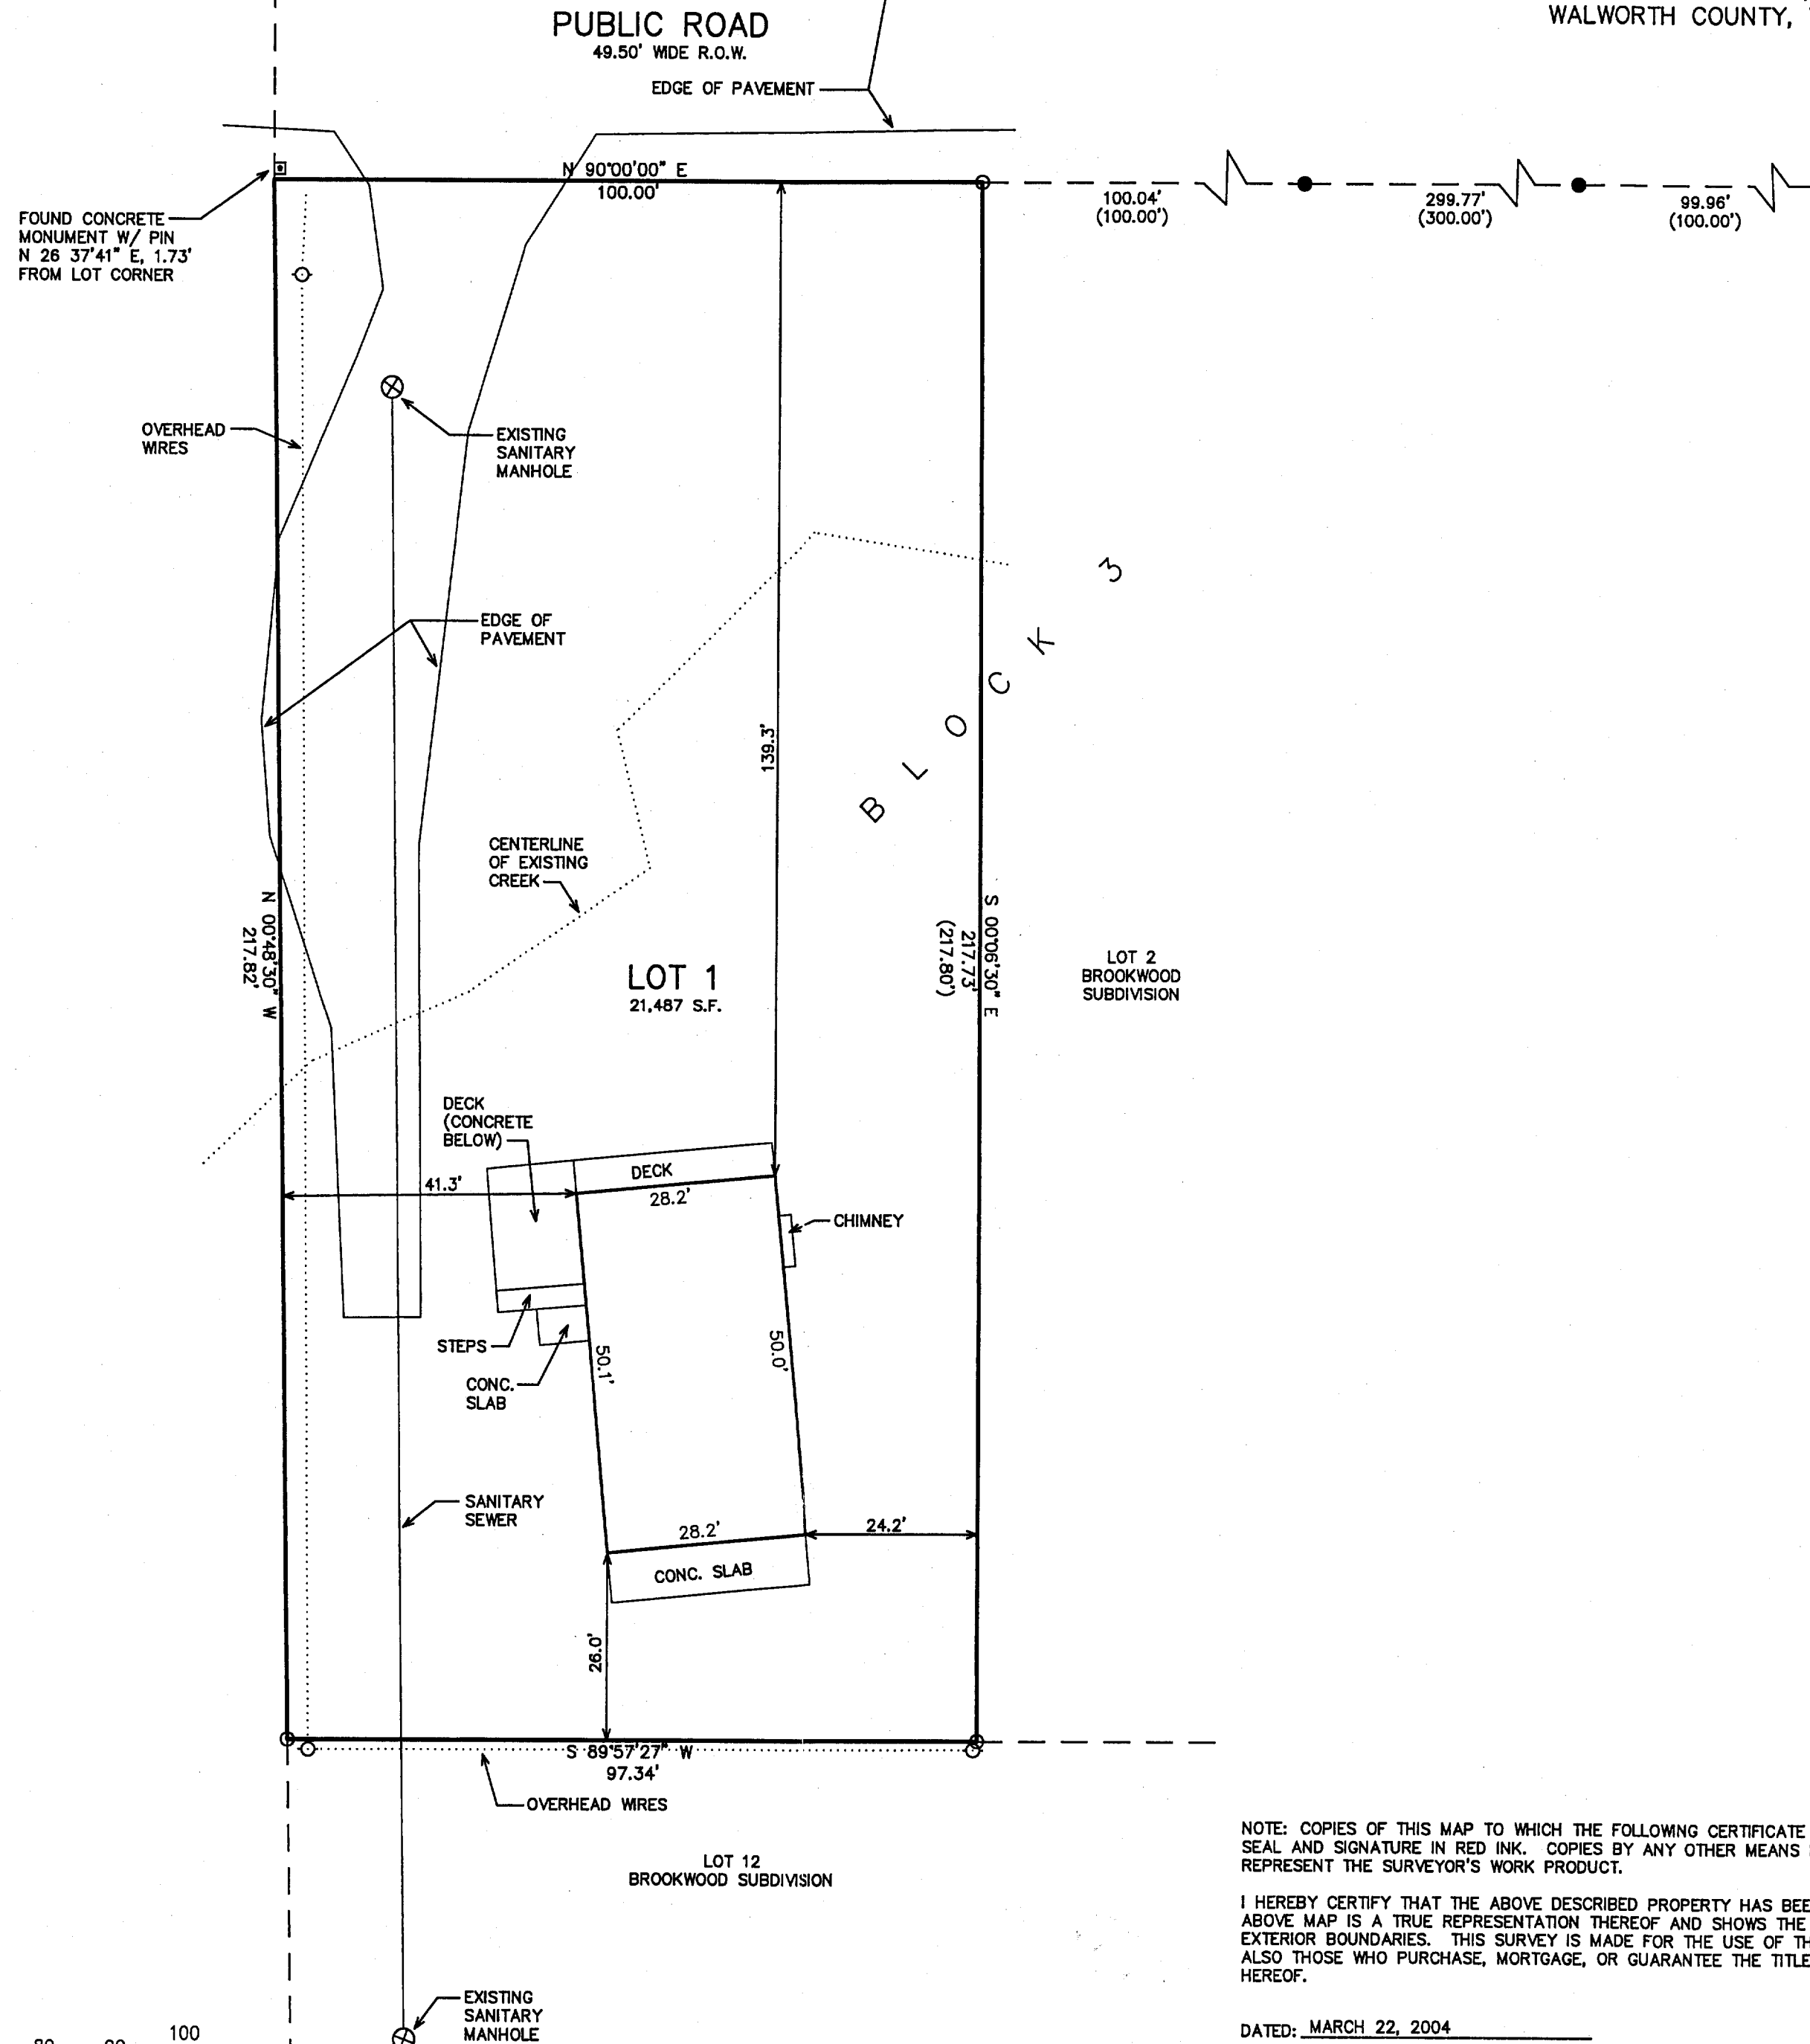 PUBLIC ROAD
49.50' WIDE R.O.W.
WALWORTH COUNTY,
EDGE OF PAVEMENT
N 90°00'00" E
100.00'
100.04'
(100.00')
299.77'
(300.00')
99.96'
(100.00')
FOUND CONCRETE
MONUMENT W/ PIN
N 26 37'41" E, 1.73'
FROM LOT CORNER
OVERHEAD
WIRES
EXISTING
SANITARY
MANHOLE
BLOCK 3
EDGE OF
PAVEMENT
139.3'
CENTERLINE
OF EXISTING
CREEK
N 00°48'30" W
217.82'
LOT 1
21,487 S.F.
S 00°06'30" E
217.73'
(217.80')
LOT 2
BROOKWOOD
SUBDIVISION
DECK
(CONCRETE
BELOW)
DECK
41.3'
28.2'
CHIMNEY
STEPS
50.1'
50.0'
CONC.
SLAB
SANITARY
SEWER
28.2'
24.2'
CONC. SLAB
26.0'
S 89°57'27" W
97.34'
OVERHEAD WIRES
LOT 12
BROOKWOOD SUBDIVISION
NOTE: COPIES OF THIS MAP TO WHICH THE FOLLOWING CERTIFICATE
SEAL AND SIGNATURE IN RED INK. COPIES BY ANY OTHER MEANS
REPRESENT THE SURVEYOR'S WORK PRODUCT.
I HEREBY CERTIFY THAT THE ABOVE DESCRIBED PROPERTY HAS BEE
ABOVE MAP IS A TRUE REPRESENTATION THEREOF AND SHOWS THE
EXTERIOR BOUNDARIES. THIS SURVEY IS MADE FOR THE USE OF TH
ALSO THOSE WHO PURCHASE, MORTGAGE, OR GUARANTEE THE TITLE
HEREOF.
EXISTING
SANITARY
MANHOLE
100
DATED: MARCH 22, 2004